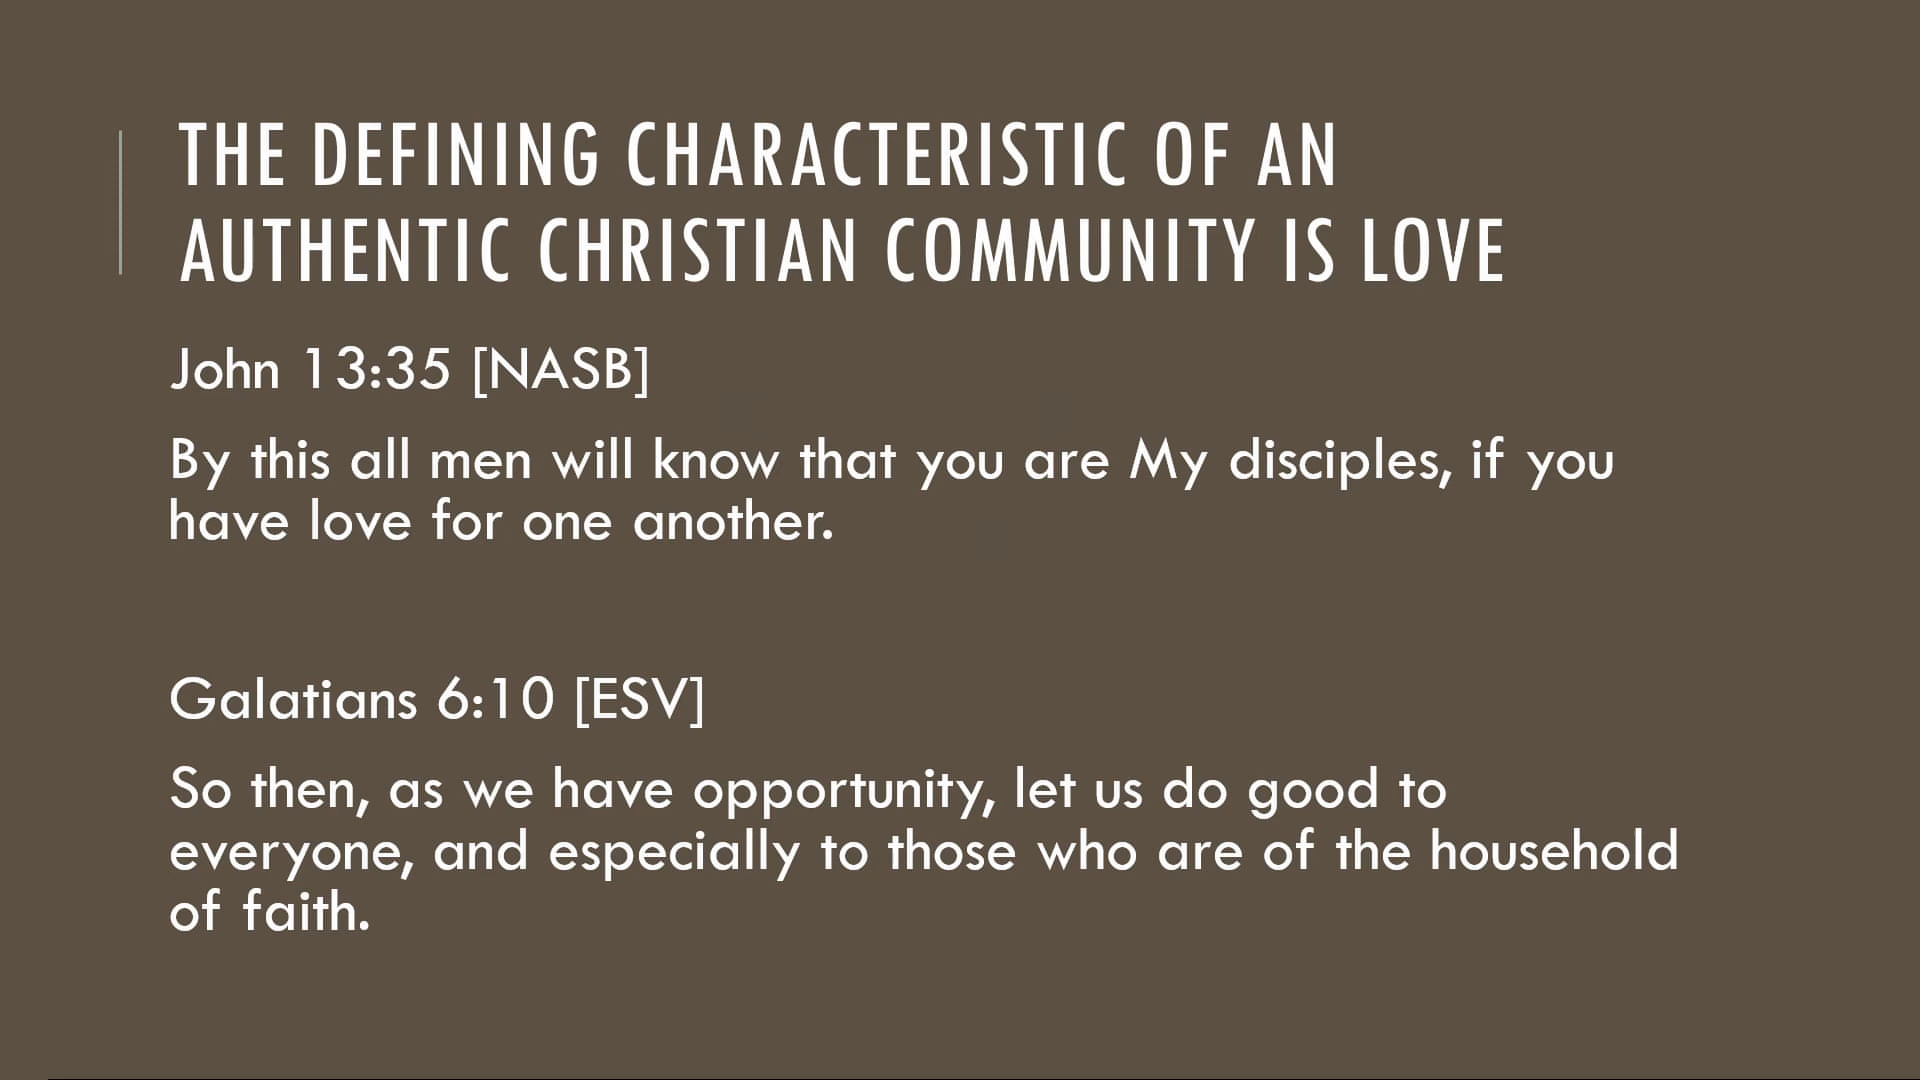 THE DEFINING CHARACTERISTIC OF AN
AUTHENTIC CHRISTIAN COMMUNITY IS LOVE
John 13:35 [NASB]
By this all men will know that you are My disciples, if you
have love for one another.
Galatians 6:10 [ESV]
So then, as we have opportunity, let us do good to
everyone, and especially to those who are of the household
of faith.